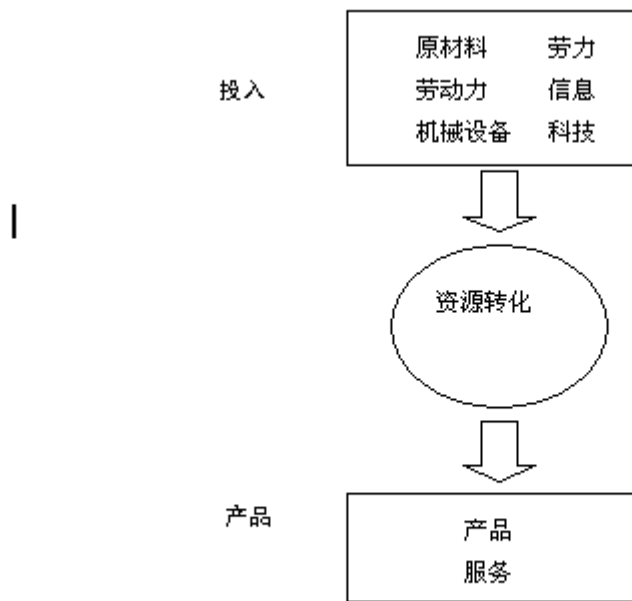 原材料 劳力
投入 劳动力 信息
机械设备 科技
资源转化
产品 产品
服务